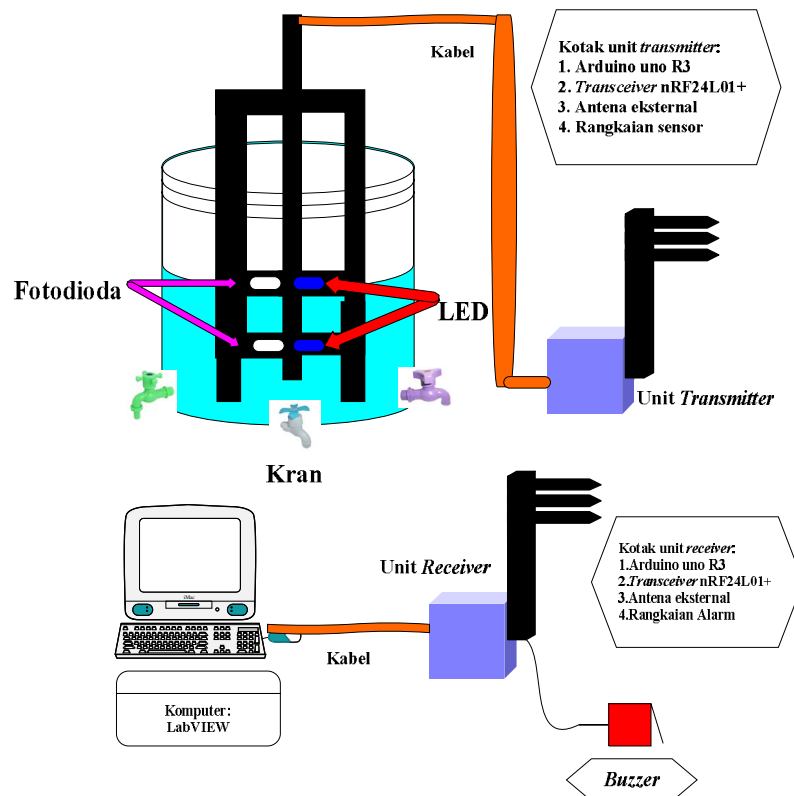 Kabel
Kotak unit transmitter:
1. Arduino uno R3
2. Transceiver nRF24L01+
3. Antena eksternal
4. Rangkaian sensor
Fotodioda
LED
Unit Transmitter
Kran
Unit Receiver
Kotak unit receiver:
1.Arduino uno R3
2.Transceiver nRF24L01+
3.Antena eksternal
4.Rangkaian Alarm
iMac
Kabel
Komputer:
LabVIEW
Buzzer